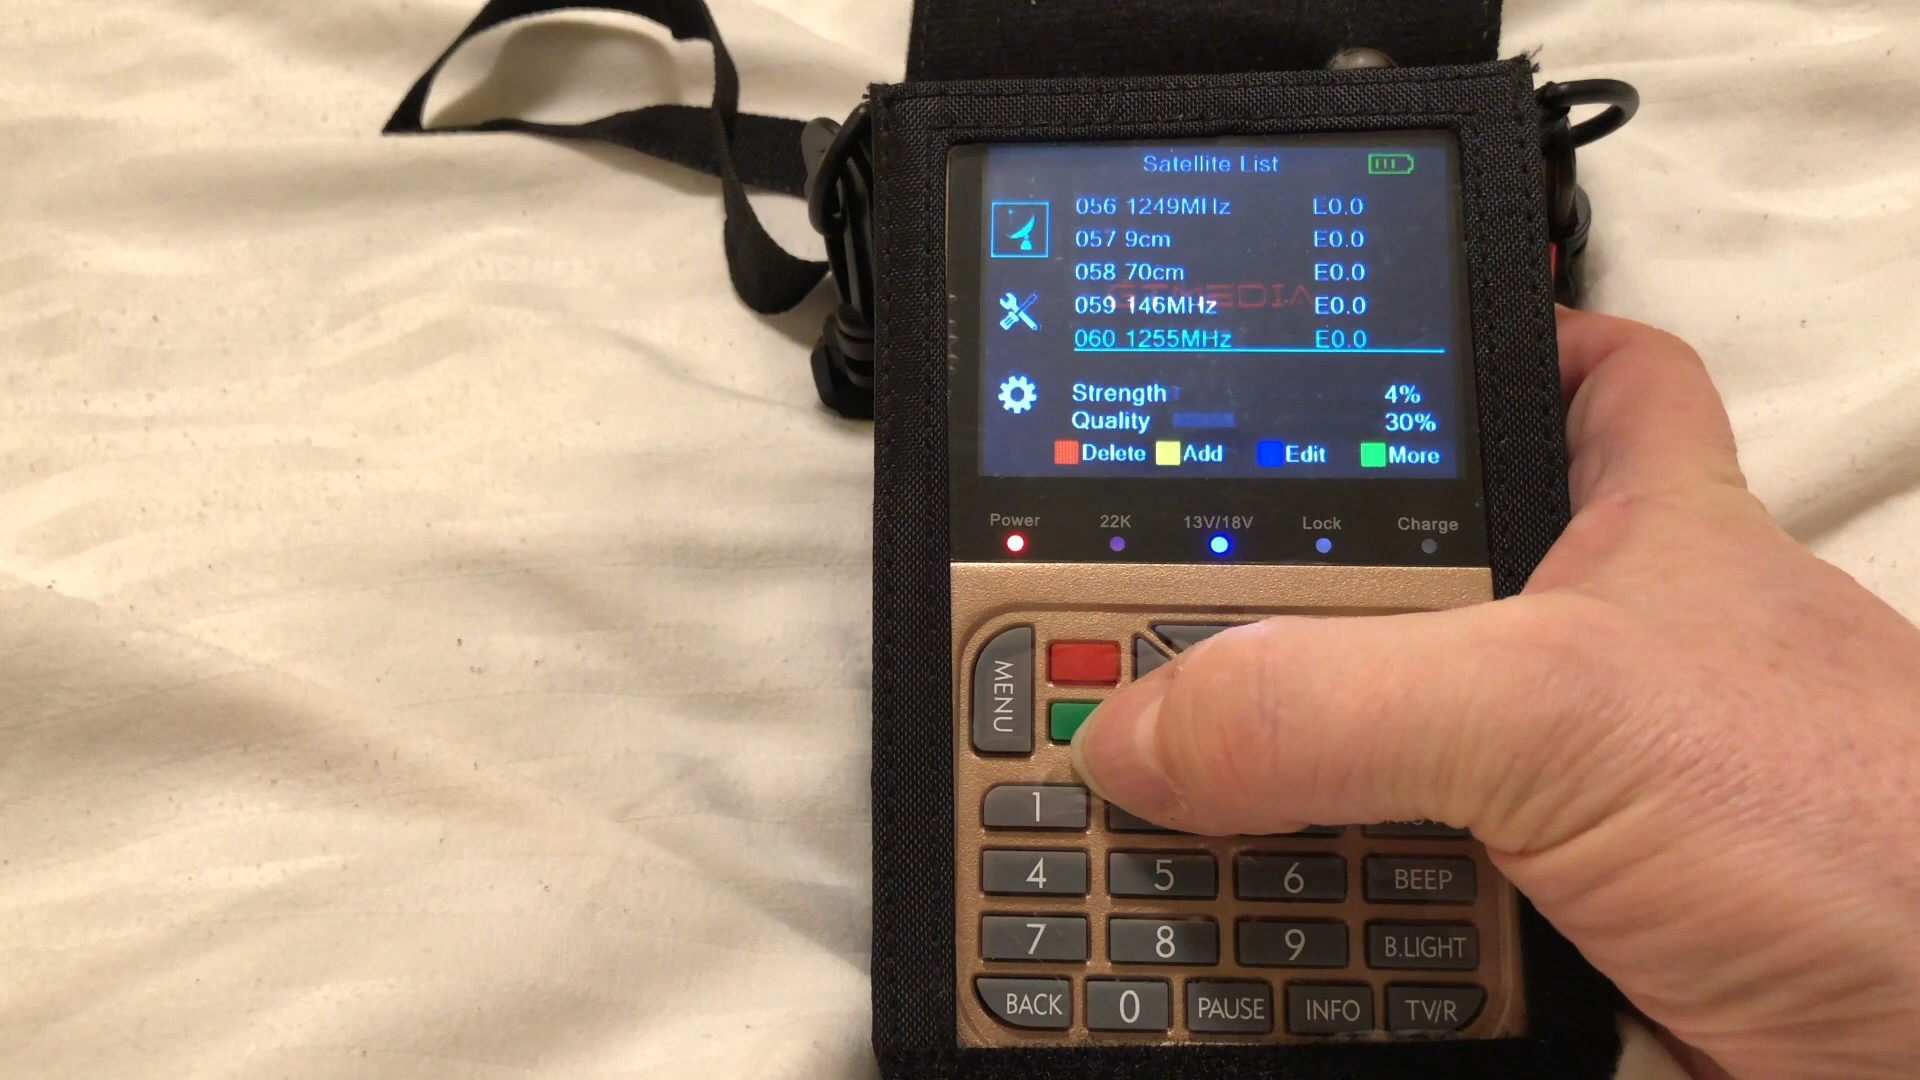 Satellite List
056 1249MHz E0.0
057 9cm E0.0
058 70cm E0.0
GTMEDIA
059 146MHz E0.0
060 1255MHz E0.0
Strength 4%
Quality 30%
Delete Add Edit More
Power 22K 13V/18V Lock Charge
MENU
1
4 5 6 BEEP
7 8 9 B.LIGHT
BACK 0 PAUSE INFO TV/R